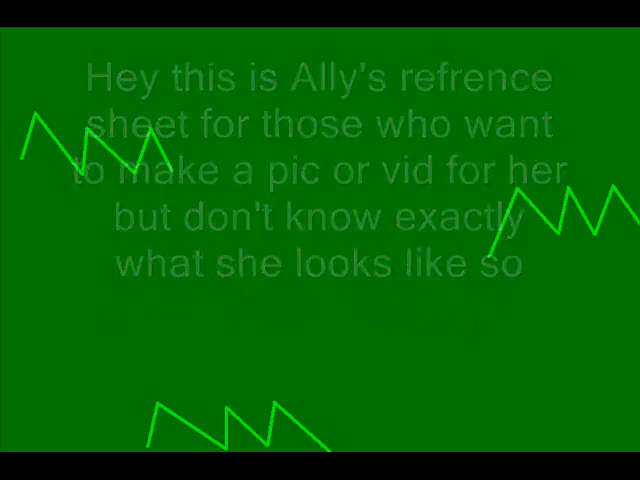 Hey this is Ally's refrence
sheet for those who want
to make a pic or vid for her
but don't know exactly
what she looks like so